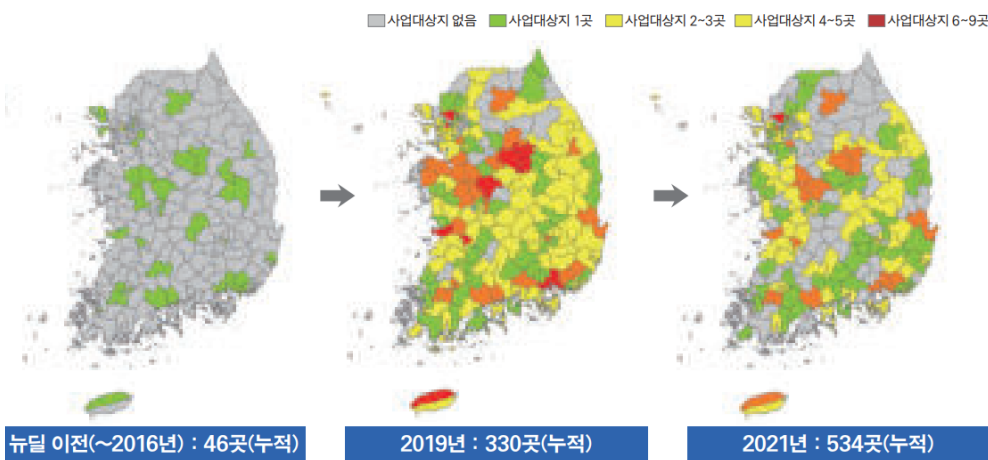 사업대상지 없음 사업대상지 1곳 사업대상지 2~3곳 사업대상지 4~5곳 사업대상지 6~9곳
뉴딜 이전(~2016년) : 46곳(누적) 2019년 : 330곳(누적) 2021년 : 534곳(누적)